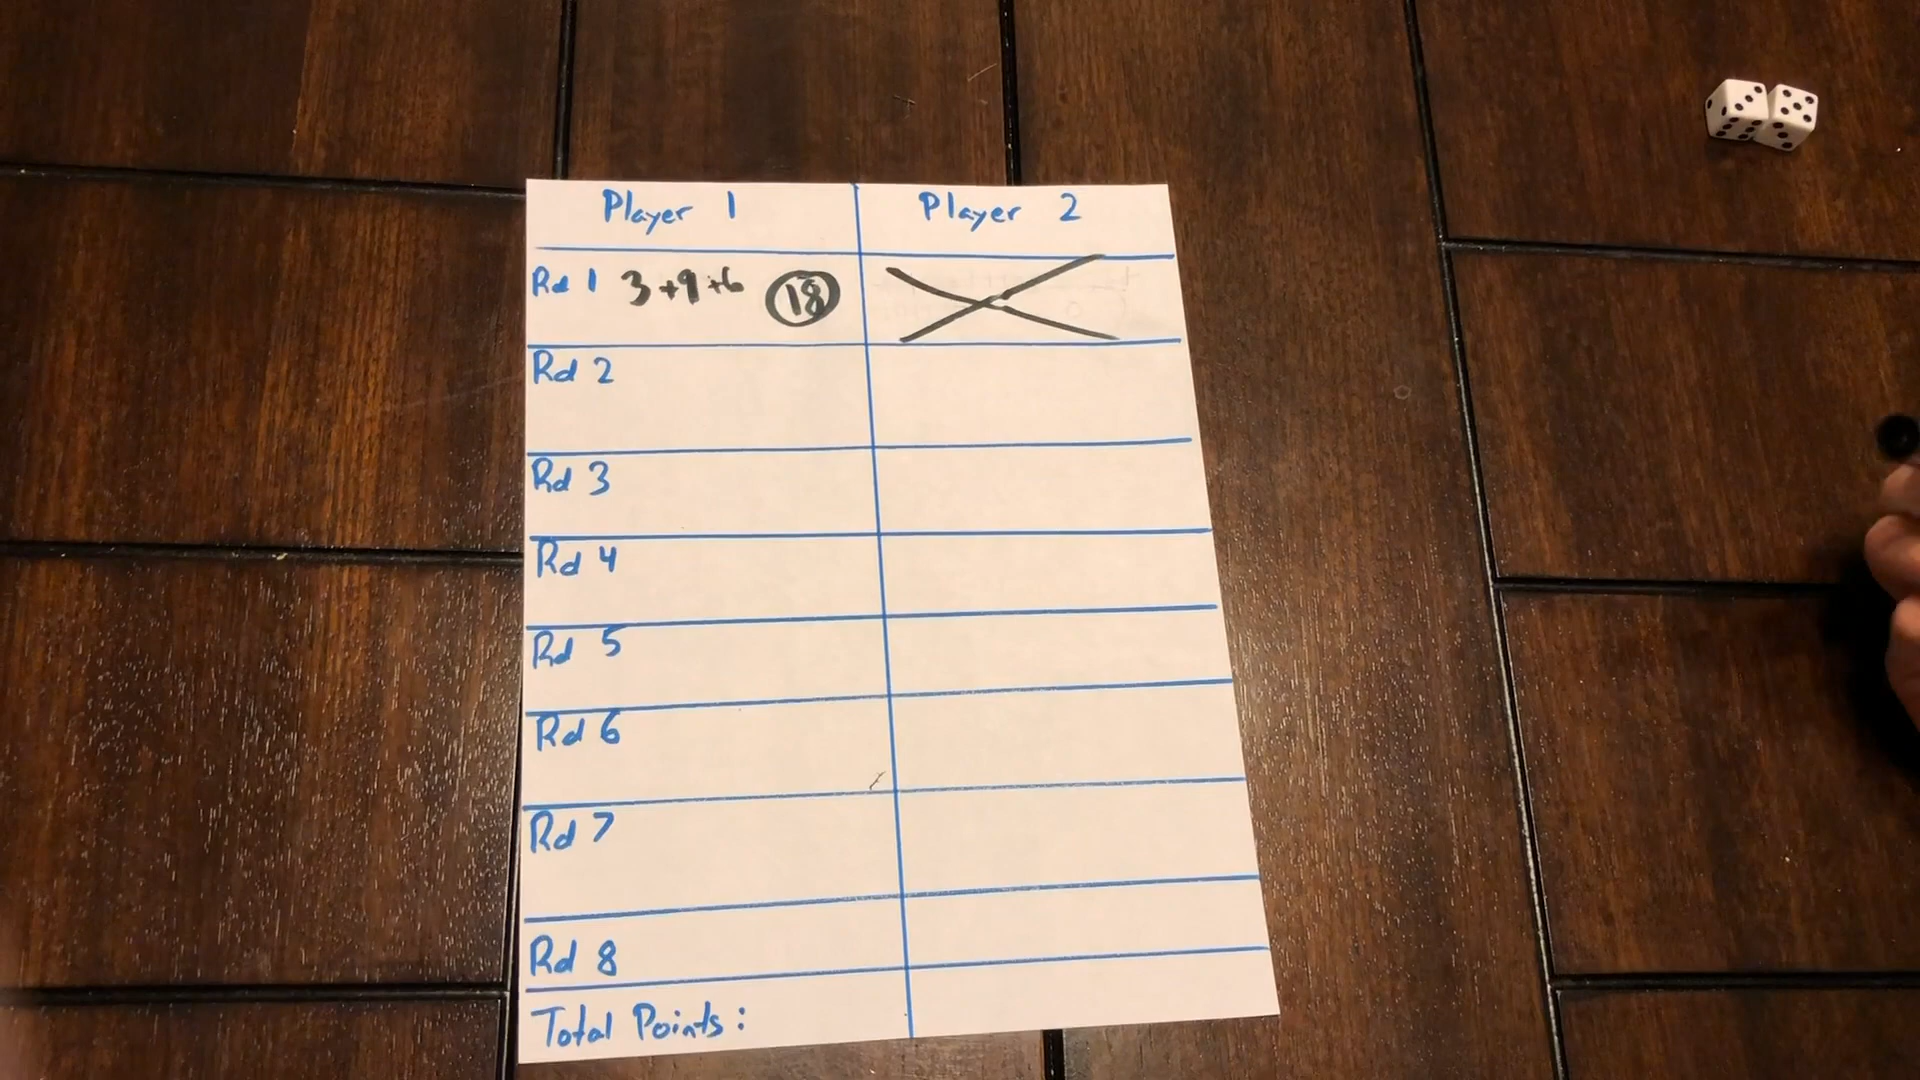 Player 1 Player 2
Rd 1 3+9+6 18
Rd 2
Rd 3
Rd 4
Rd 5
Rd 6
Rd 7
Rd 8
Total Points: